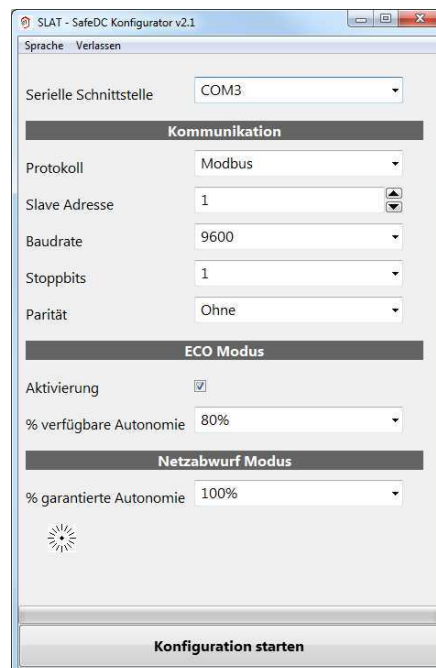 SLAT - SafeDC Konfigurator v2.1
Sprache Verlassen
Serielle Schnittstelle COM3
Kommunikation
Protokoll Modbus
Slave Adresse 1
Baudrate 9600
Stoppbits 1
Parität Ohne
ECO Modus
Aktivierung
% verfügbare Autonomie 80%
Netzabwurf Modus
% garantierte Autonomie 100%
Konfiguration starten